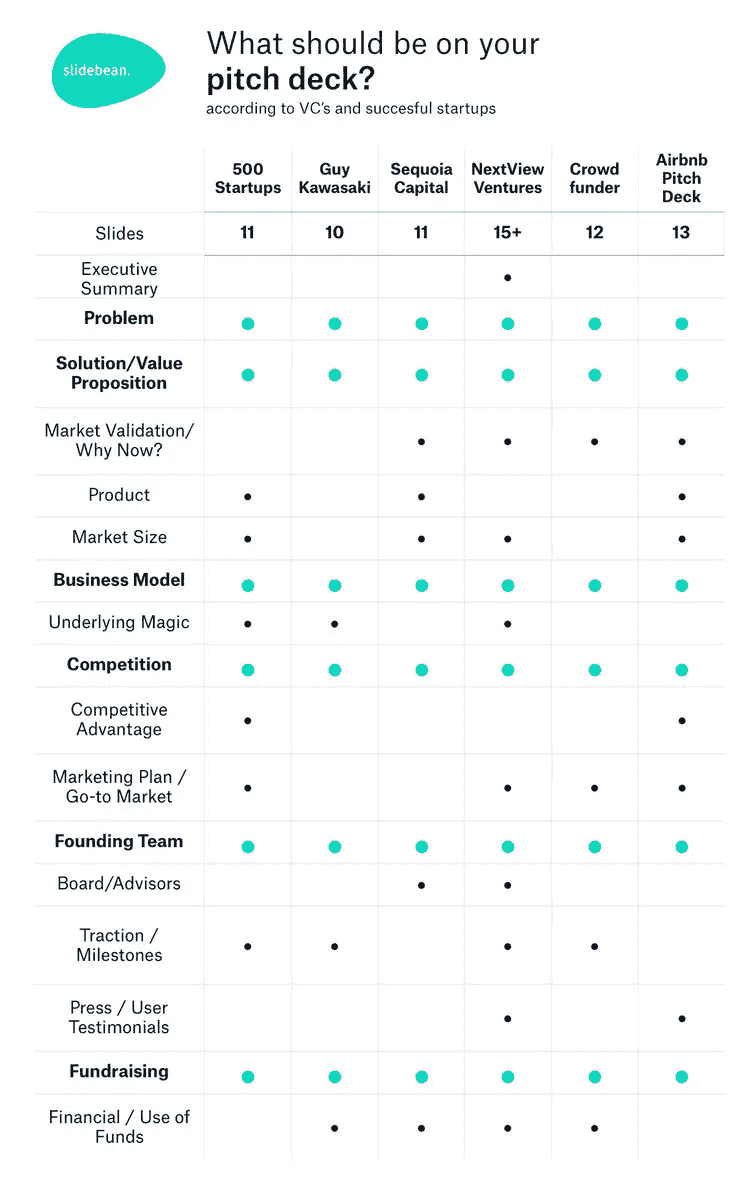 slidebean.
What should be on your
pitch deck?
according to VC's and succesful startups
500 Startups
Guy Kawasaki
Sequoia Capital
NextView Ventures
Crowd funder
Airbnb Pitch Deck
Slides 11 10 11 15+ 12 13
Executive
Summary
Problem
Solution/Value
Proposition
Market Validation/
Why Now?
Product
Market Size
Business Model
Underlying Magic
Competition
Competitive
Advantage
Marketing Plan /
Go-to Market
Founding Team
Board/Advisors
Traction /
Milestones
Press / User
Testimonials
Fundraising
Financial / Use of
Funds